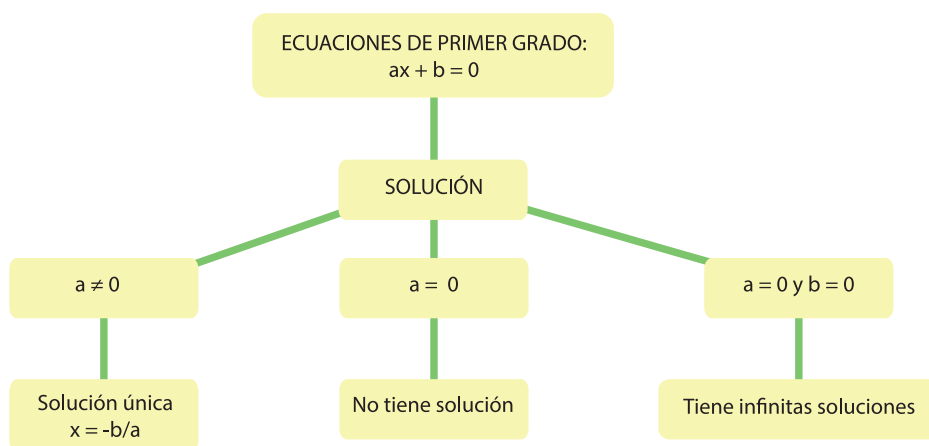 ECUACIONES DE PRIMER GRADO:
ax + b = 0
SOLUCIÓN
a ≠ 0
a = 0
a = 0 y b = 0
Solución única
x = -b/a
No tiene solución
Tiene infinitas soluciones